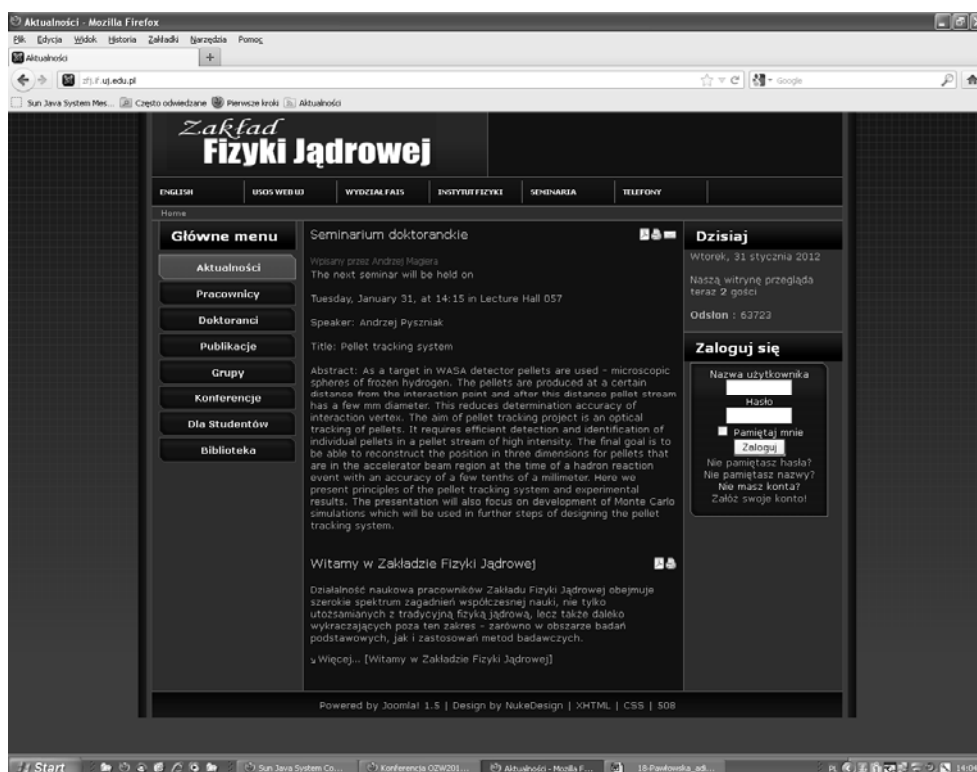 Aktualności - Mozilla Firefox
Plik Edycja Widok Historia Zakładki Narzędzia Pomoc
Aktualności
zfj.if.uj.edu.pl
Google
Sun Java System Mes... Często odwiedzane Pierwsze kroki Aktualności
Zakład
Fizyki Jądrowej
ENGLISH USOS WEB UJ WYDZIAŁ FAIS INSTYTUT FIZYKI SEMINARIA TELEFONY
Home
Główne menu
Aktualności
Pracownicy
Doktoranci
Publikacje
Grupy
Konferencje
Dla Studentów
Biblioteka
Seminarium doktoranckie
Wpisany przez Andrzej Magiera
The next seminar will be held on
Tuesday, January 31, at 14:15 in Lecture Hall 057
Speaker: Andrzej Pyszniak
Title: Pellet tracking system
Abstract: As a target in WASA detector pellets are used - microscopic
spheres of frozen hydrogen. The pellets are produced at a certain
distance from the interaction point and after this distance pellet stream
has a few mm diameter. This reduces determination accuracy of
interaction vertex. The aim of pellet tracking project is an optical
tracking of pellets. It requires efficient detection and identification of
individual pellets in a pellet stream of high intensity. The final goal is to
be able to reconstruct the position in three dimensions for pellets that
are in the accelerator beam region at the time of a hadron reaction
event with an accuracy of a few tenths of a millimeter. Here we
present principles of the pellet tracking system and experimental
results. The presentation will also focus on development of Monte Carlo
simulations which will be used in further steps of designing the pellet
tracking system.
Witamy w Zakładzie Fizyki Jądrowej
Działalność naukowa pracowników Zakładu Fizyki Jądrowej obejmuje
szerokie spektrum zagadnień współczesnej nauki, nie tylko
utożsamianych z tradycyjną fizyką jądrową, lecz także daleko
wykraczających poza ten zakres - zarówno w obszarze badań
podstawowych, jak i zastosowań metod badawczych.
Więcej... [Witamy w Zakładzie Fizyki Jądrowej]
Dzisiaj
Wtorek, 31 stycznia 2012
Naszą witrynę przegląda
teraz 2 gości
Odsłon : 63723
Zaloguj się
Nazwa użytkownika
Hasło
Pamiętaj mnie
Zaloguj
Nie pamiętasz hasła?
Nie pamiętasz nazwy?
Nie masz konta?
Załóż swoje konto!
Powered by Joomla! 1.5 | Design by NukeDesign | XHTML | CSS | 508
Start Sun Java System Co... Konferencja OZW201... Aktualności - Mozilla F... 18-Pawłowska_adi... PL